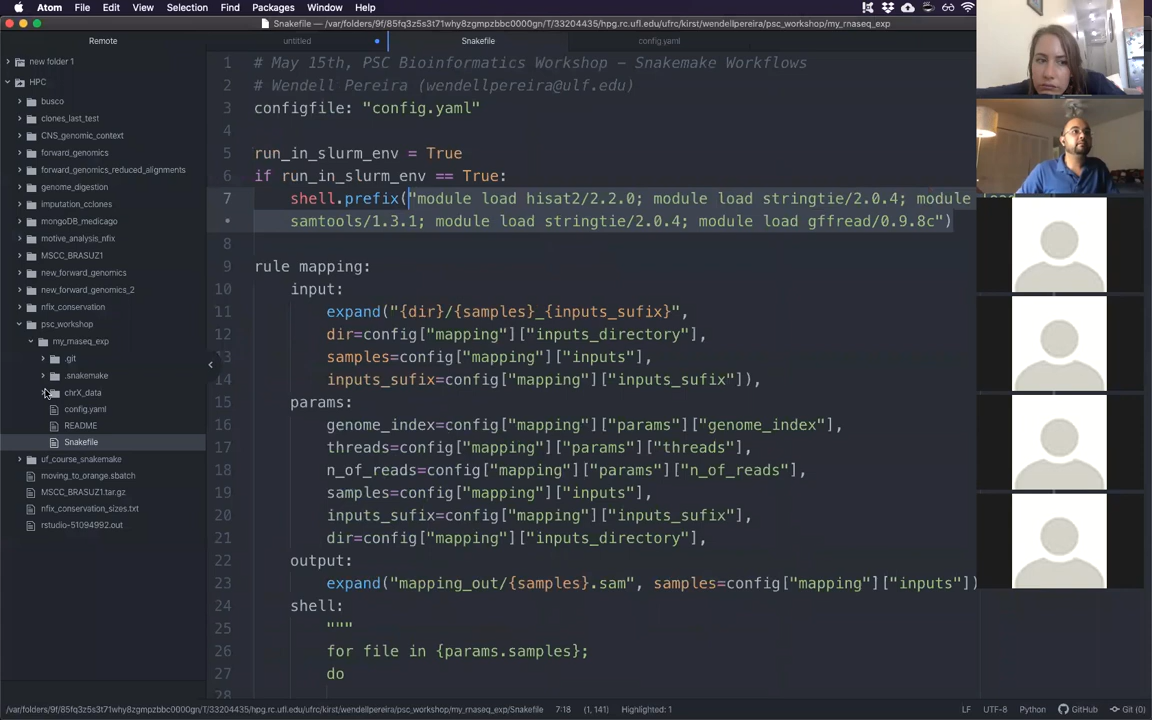 Atom File Edit View Selection Find Packages Window Help
Snakefile — /var/folders/9f/85fq3z5s3t71why8zgmpzbbc0000gn/T/33204435/hpg.rc.ufl.edu/ufrc/kirst/wendellpereira/psc_workshop/my_rnaseq_exp
Remote
untitled
Snakefile
config.yaml
new folder 1
HPC
busco
clones_last_test
CNS_genomic_context
forward_genomics
forward_genomics_reduced_alignments
genome_digestion
imputation_cclones
mongoDB_medicago
motive_analysis_nfix
MSCC_BRASUZ1
new_forward_genomics
new_forward_genomics_2
nfix_conservation
psc_workshop
my_rnaseq_exp
.git
.snakemake
chrX_data
config.yaml
README
Snakefile
uf_course_snakemake
moving_to_orange.sbatch
MSCC_BRASUZ1.tar.gz
nfix_conservation_sizes.txt
rstudio-51094992.out
1 # May 15th, PSC Bioinformatics Workshop – Snakemake Workflows
2 # Wendell Pereira (wendellpereira@ulf.edu)
3 configfile: "config.yaml"
4
5 run_in_slurm_env = True
6 if run_in_slurm_env == True:
7 shell.prefix("module load hisat2/2.2.0; module load stringtie/2.0.4; module load
• samtools/1.3.1; module load stringtie/2.0.4; module load gffread/0.9.8c")
8
9 rule mapping:
10 input:
11 expand("{dir}/{samples}_{inputs_sufix}",
12 dir=config["mapping"]["inputs_directory"],
13 samples=config["mapping"]["inputs"],
14 inputs_sufix=config["mapping"]["inputs_sufix"]),
15 params:
16 genome_index=config["mapping"]["params"]["genome_index"],
17 threads=config["mapping"]["params"]["threads"],
18 n_of_reads=config["mapping"]["params"]["n_of_reads"],
19 samples=config["mapping"]["inputs"],
20 inputs_sufix=config["mapping"]["inputs_sufix"],
21 dir=config["mapping"]["inputs_directory"],
22 output:
23 expand("mapping_out/{samples}.sam", samples=config["mapping"]["inputs"])
24 shell:
25 """
26 for file in {params.samples};
27 do
28
/var/folders/9f/85fq3z5s3t71why8zgmpzbbc0000gn/T/33204435/hpg.rc.ufl.edu/ufrc/kirst/wendellpereira/psc_workshop/my_rnaseq_exp/Snakefile 7:18 (1, 141) Highlighted: 1 LF UTF-8 Python GitHub Git (0)